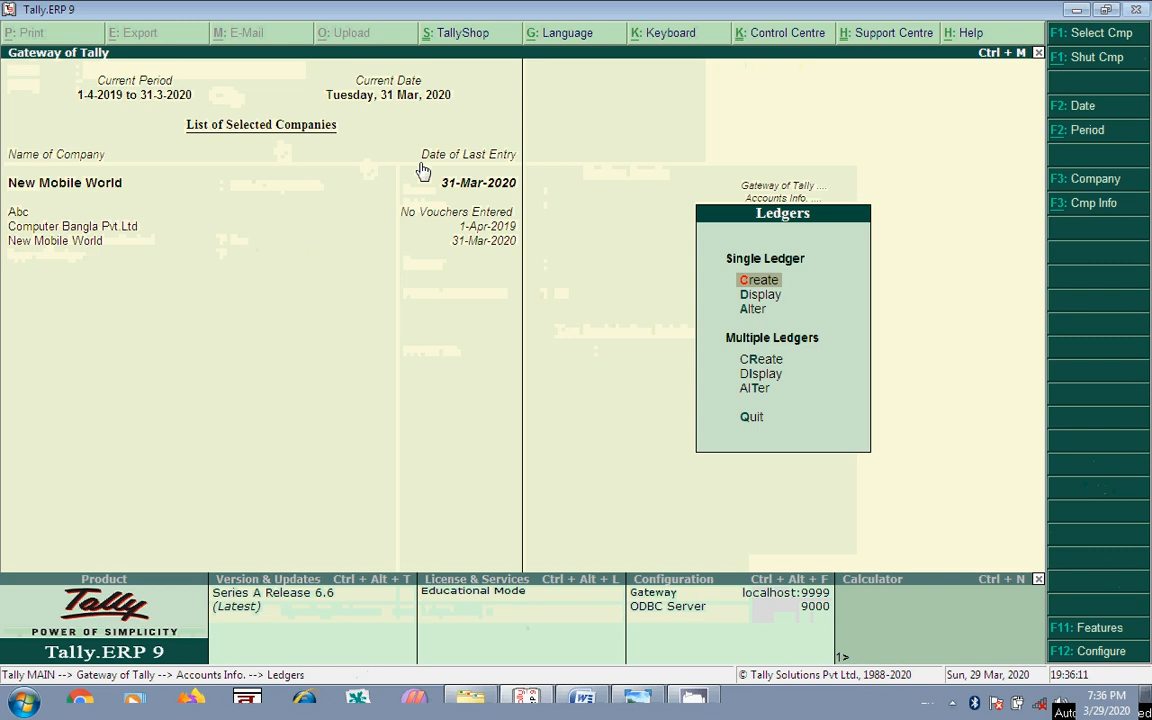 Tally.ERP 9
P: Print
E: Export
M: E-Mail
O: Upload
S: TallyShop
G: Language
K: Keyboard
K: Control Centre
H: Support Centre
H: Help
F1: Select Cmp
F1: Shut Cmp
F2: Date
F2: Period
F3: Company
F3: Cmp Info
F11: Features
F12: Configure
Gateway of Tally
Ctrl + M
Current Period
1-4-2019 to 31-3-2020
Current Date
Tuesday, 31 Mar, 2020
List of Selected Companies
Name of Company Date of Last Entry
New Mobile World 31-Mar-2020
Abc No Vouchers Entered
Computer Bangla Pvt.Ltd 1-Apr-2019
New Mobile World 31-Mar-2020
Gateway of Tally ....
Accounts Info. ....
Ledgers
Single Ledger
Create
Display
Alter
Multiple Ledgers
CReate
DIsplay
AlTer
Quit
Product
Tally
POWER OF SIMPLICITY
Tally.ERP 9
Version & Updates Ctrl + Alt + T
Series A Release 6.6
(Latest)
License & Services Ctrl + Alt + L
Educational Mode
Configuration Ctrl + Alt + F
Gateway localhost:9999
ODBC Server 9000
Calculator Ctrl + N
1>
Tally MAIN --> Gateway of Tally --> Accounts Info. --> Ledgers
© Tally Solutions Pvt Ltd., 1988-2020
Sun, 29 Mar, 2020
19:36:11
7:36 PM
3/29/2020